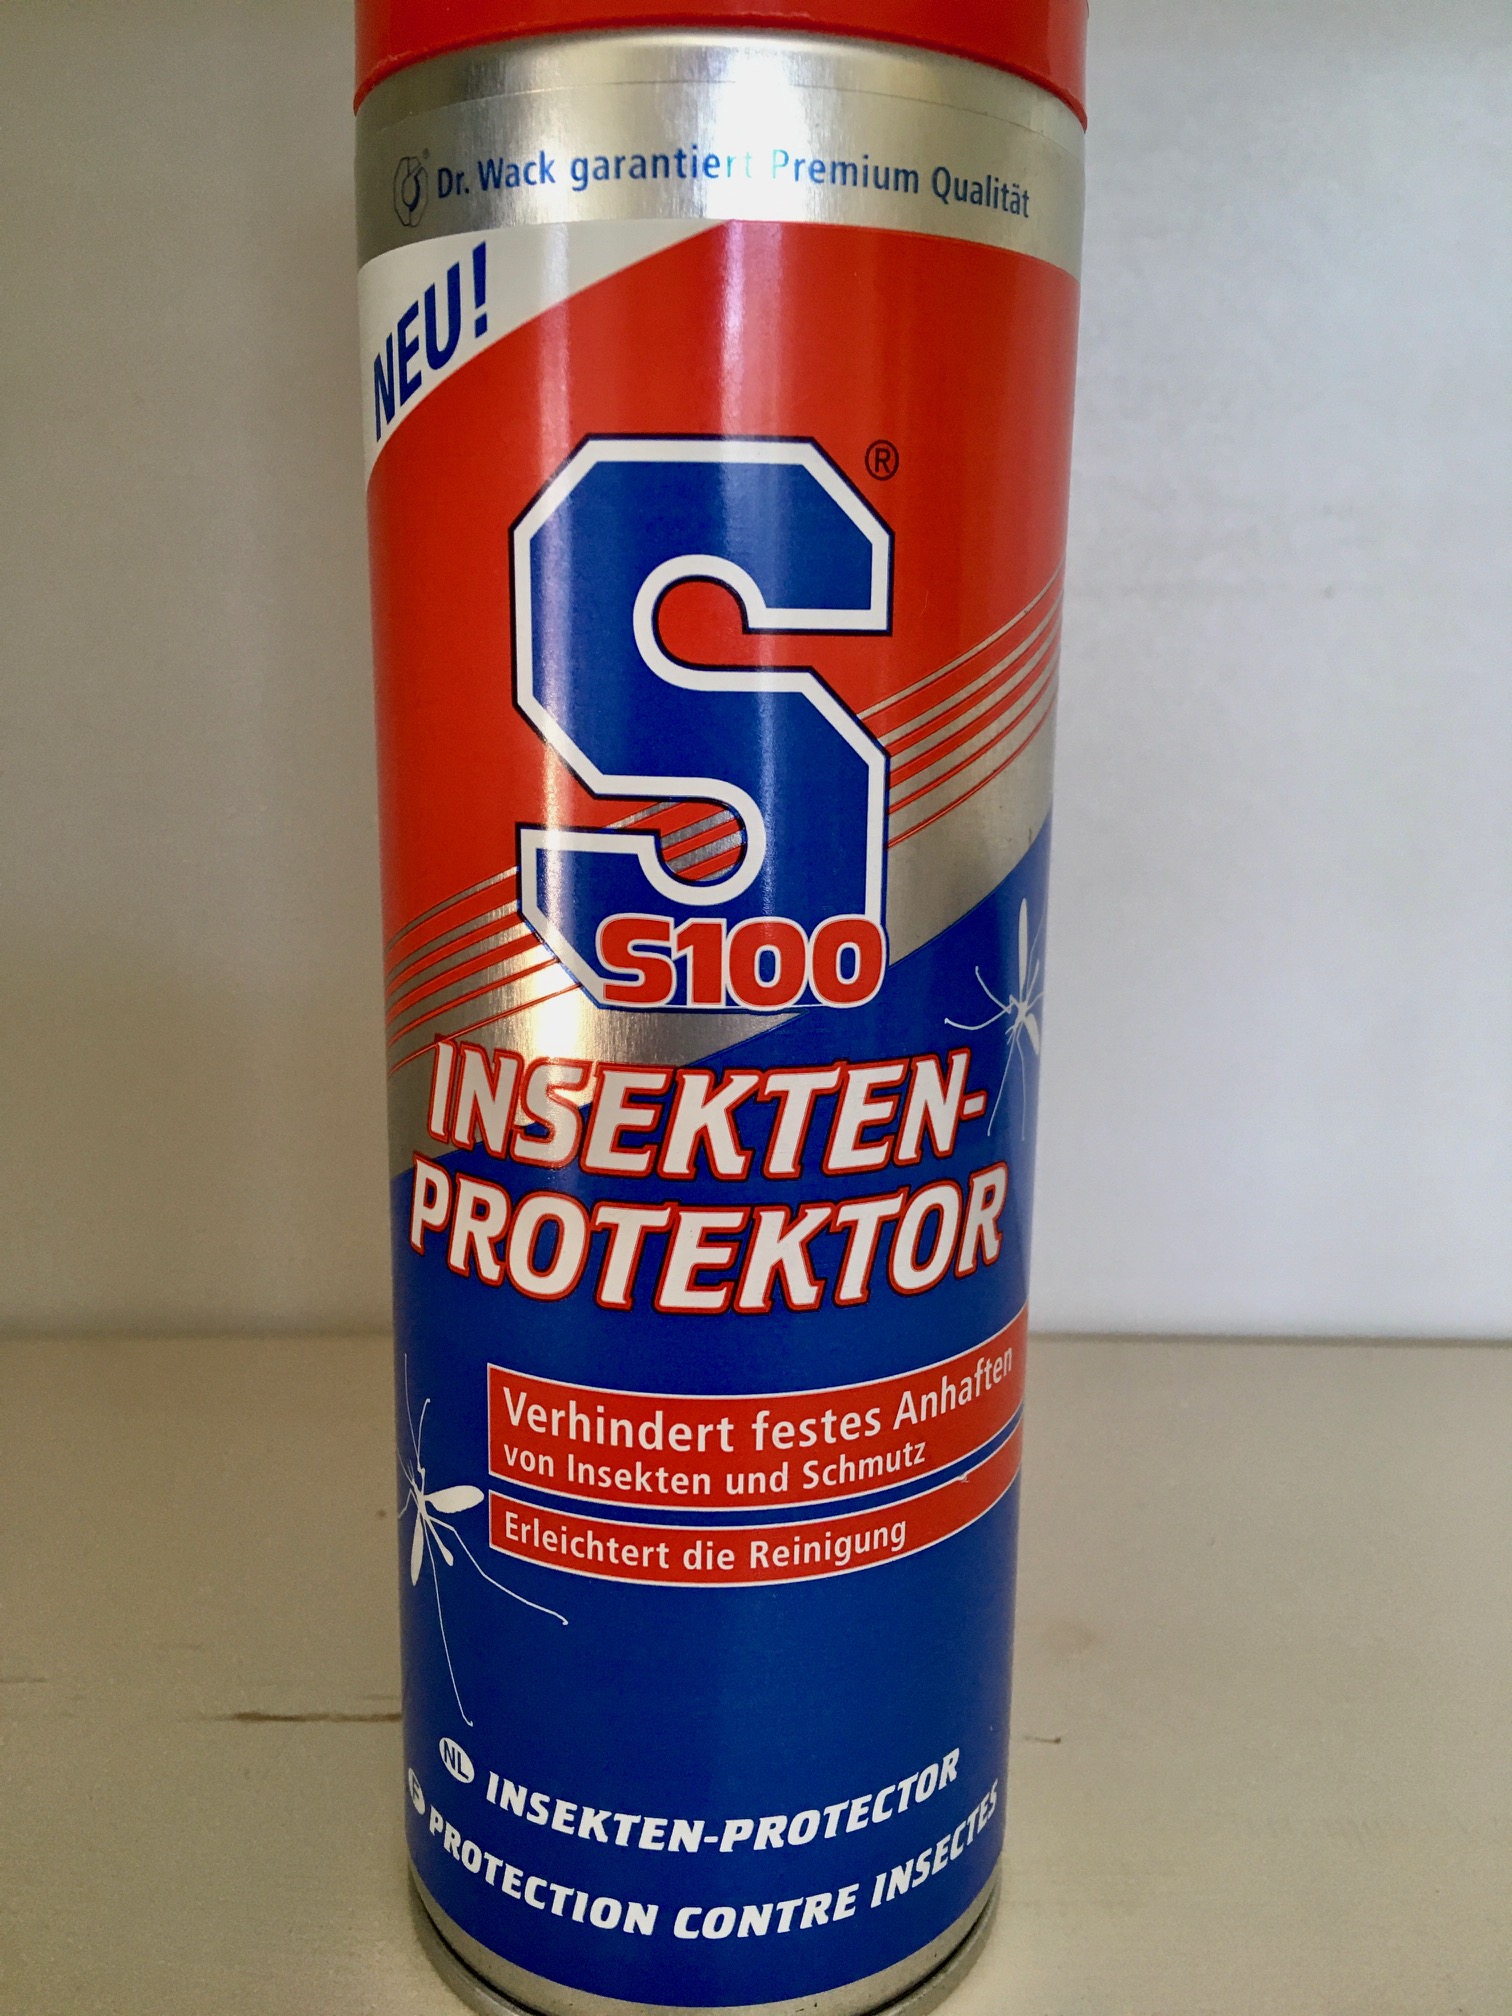 Dr. Wack garantiert Premium Qualität
NEU!
S
®
S100
INSEKTEN-
PROTEKTOR
Verhindert festes Anhaften
von Insekten und Schmutz
Erleichtert die Reinigung
NL INSEKTEN-PROTECTOR
F PROTECTION CONTRE INSECTES